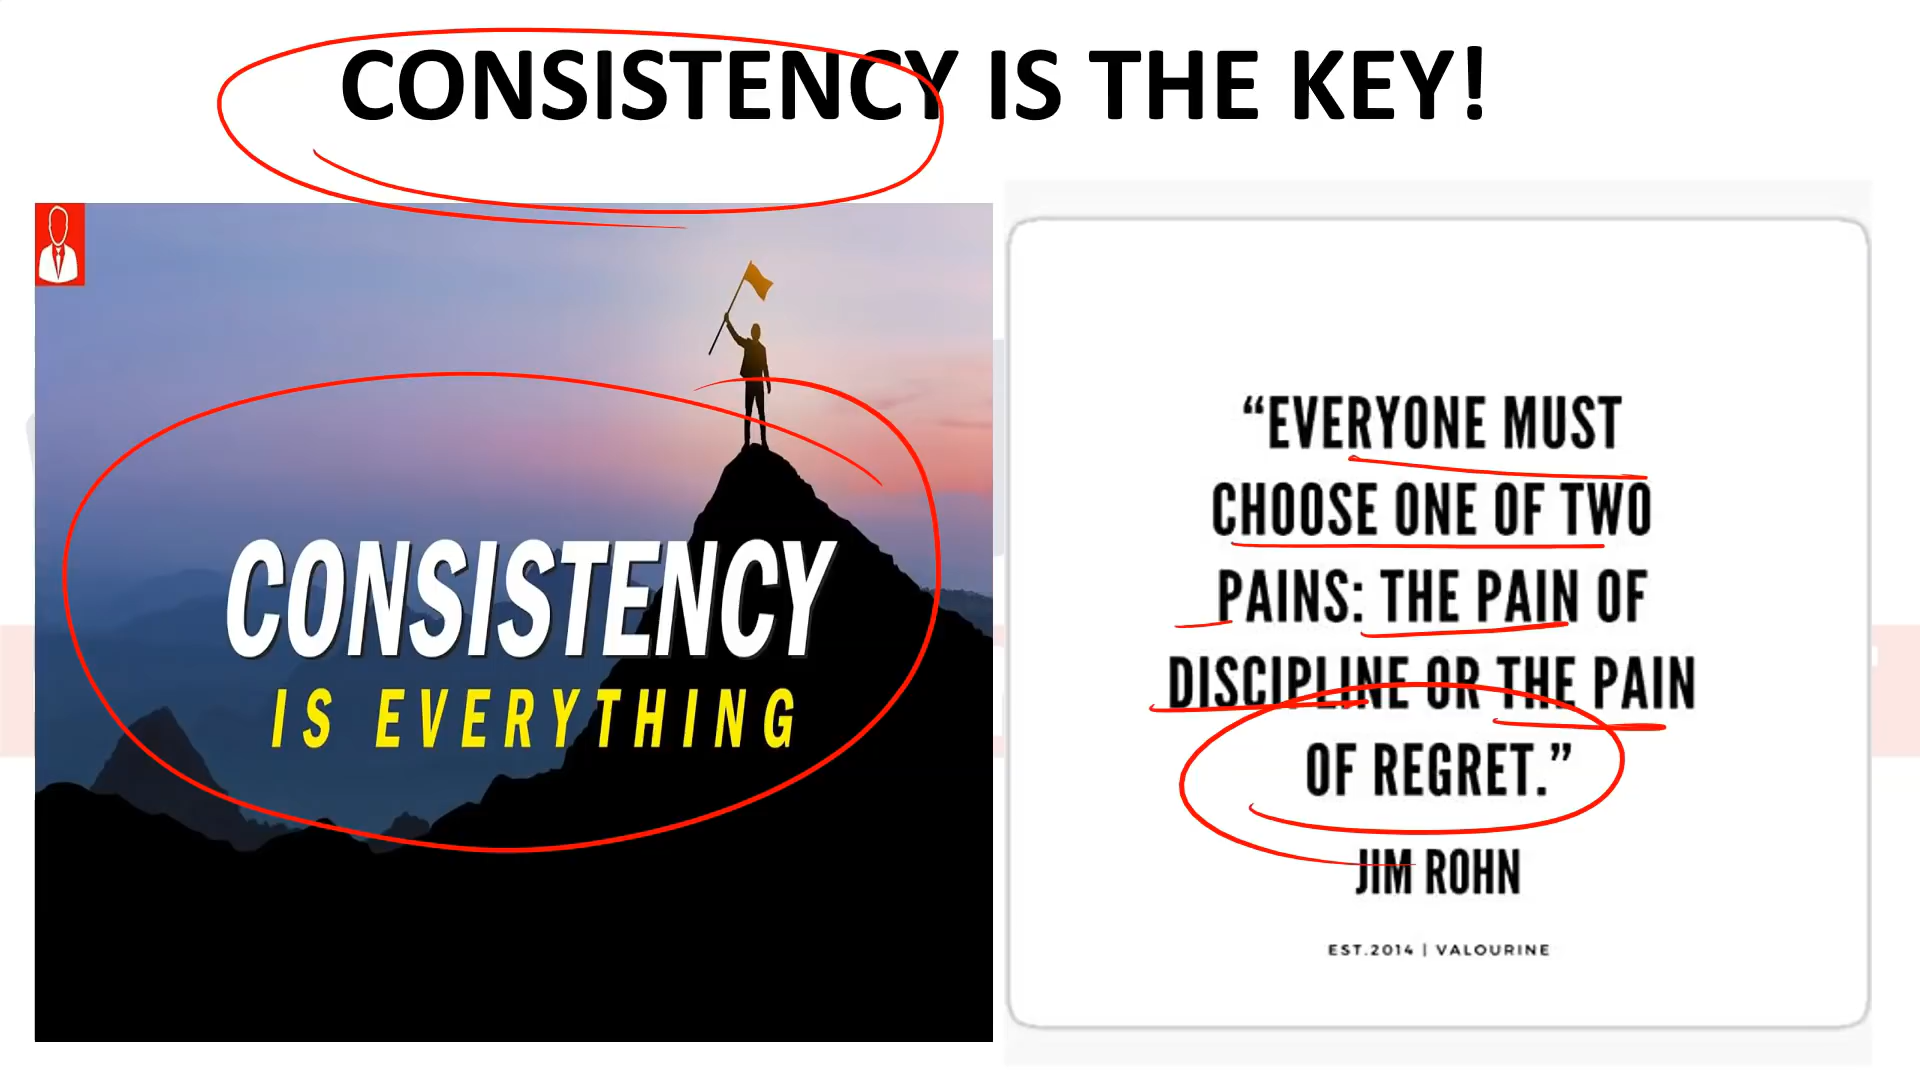 CONSISTENCY IS THE KEY!
CONSISTENCY
IS EVERYTHING
“EVERYONE MUST
CHOOSE ONE OF TWO
PAINS: THE PAIN OF
DISCIPLINE OR THE PAIN
OF REGRET.”
JIM ROHN
EST.2014 | VALOURINE